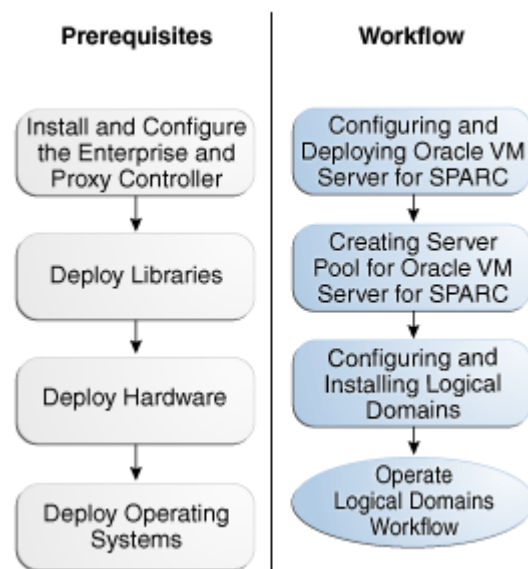 Prerequisites
Install and Configure
the Enterprise and
Proxy Controller
Deploy Libraries
Deploy Hardware
Deploy Operating
Systems
Workflow
Configuring and
Deploying Oracle VM
Server for SPARC
Creating Server
Pool for Oracle VM
Server for SPARC
Configuring and
Installing Logical
Domains
Operate
Logical Domains
Workflow